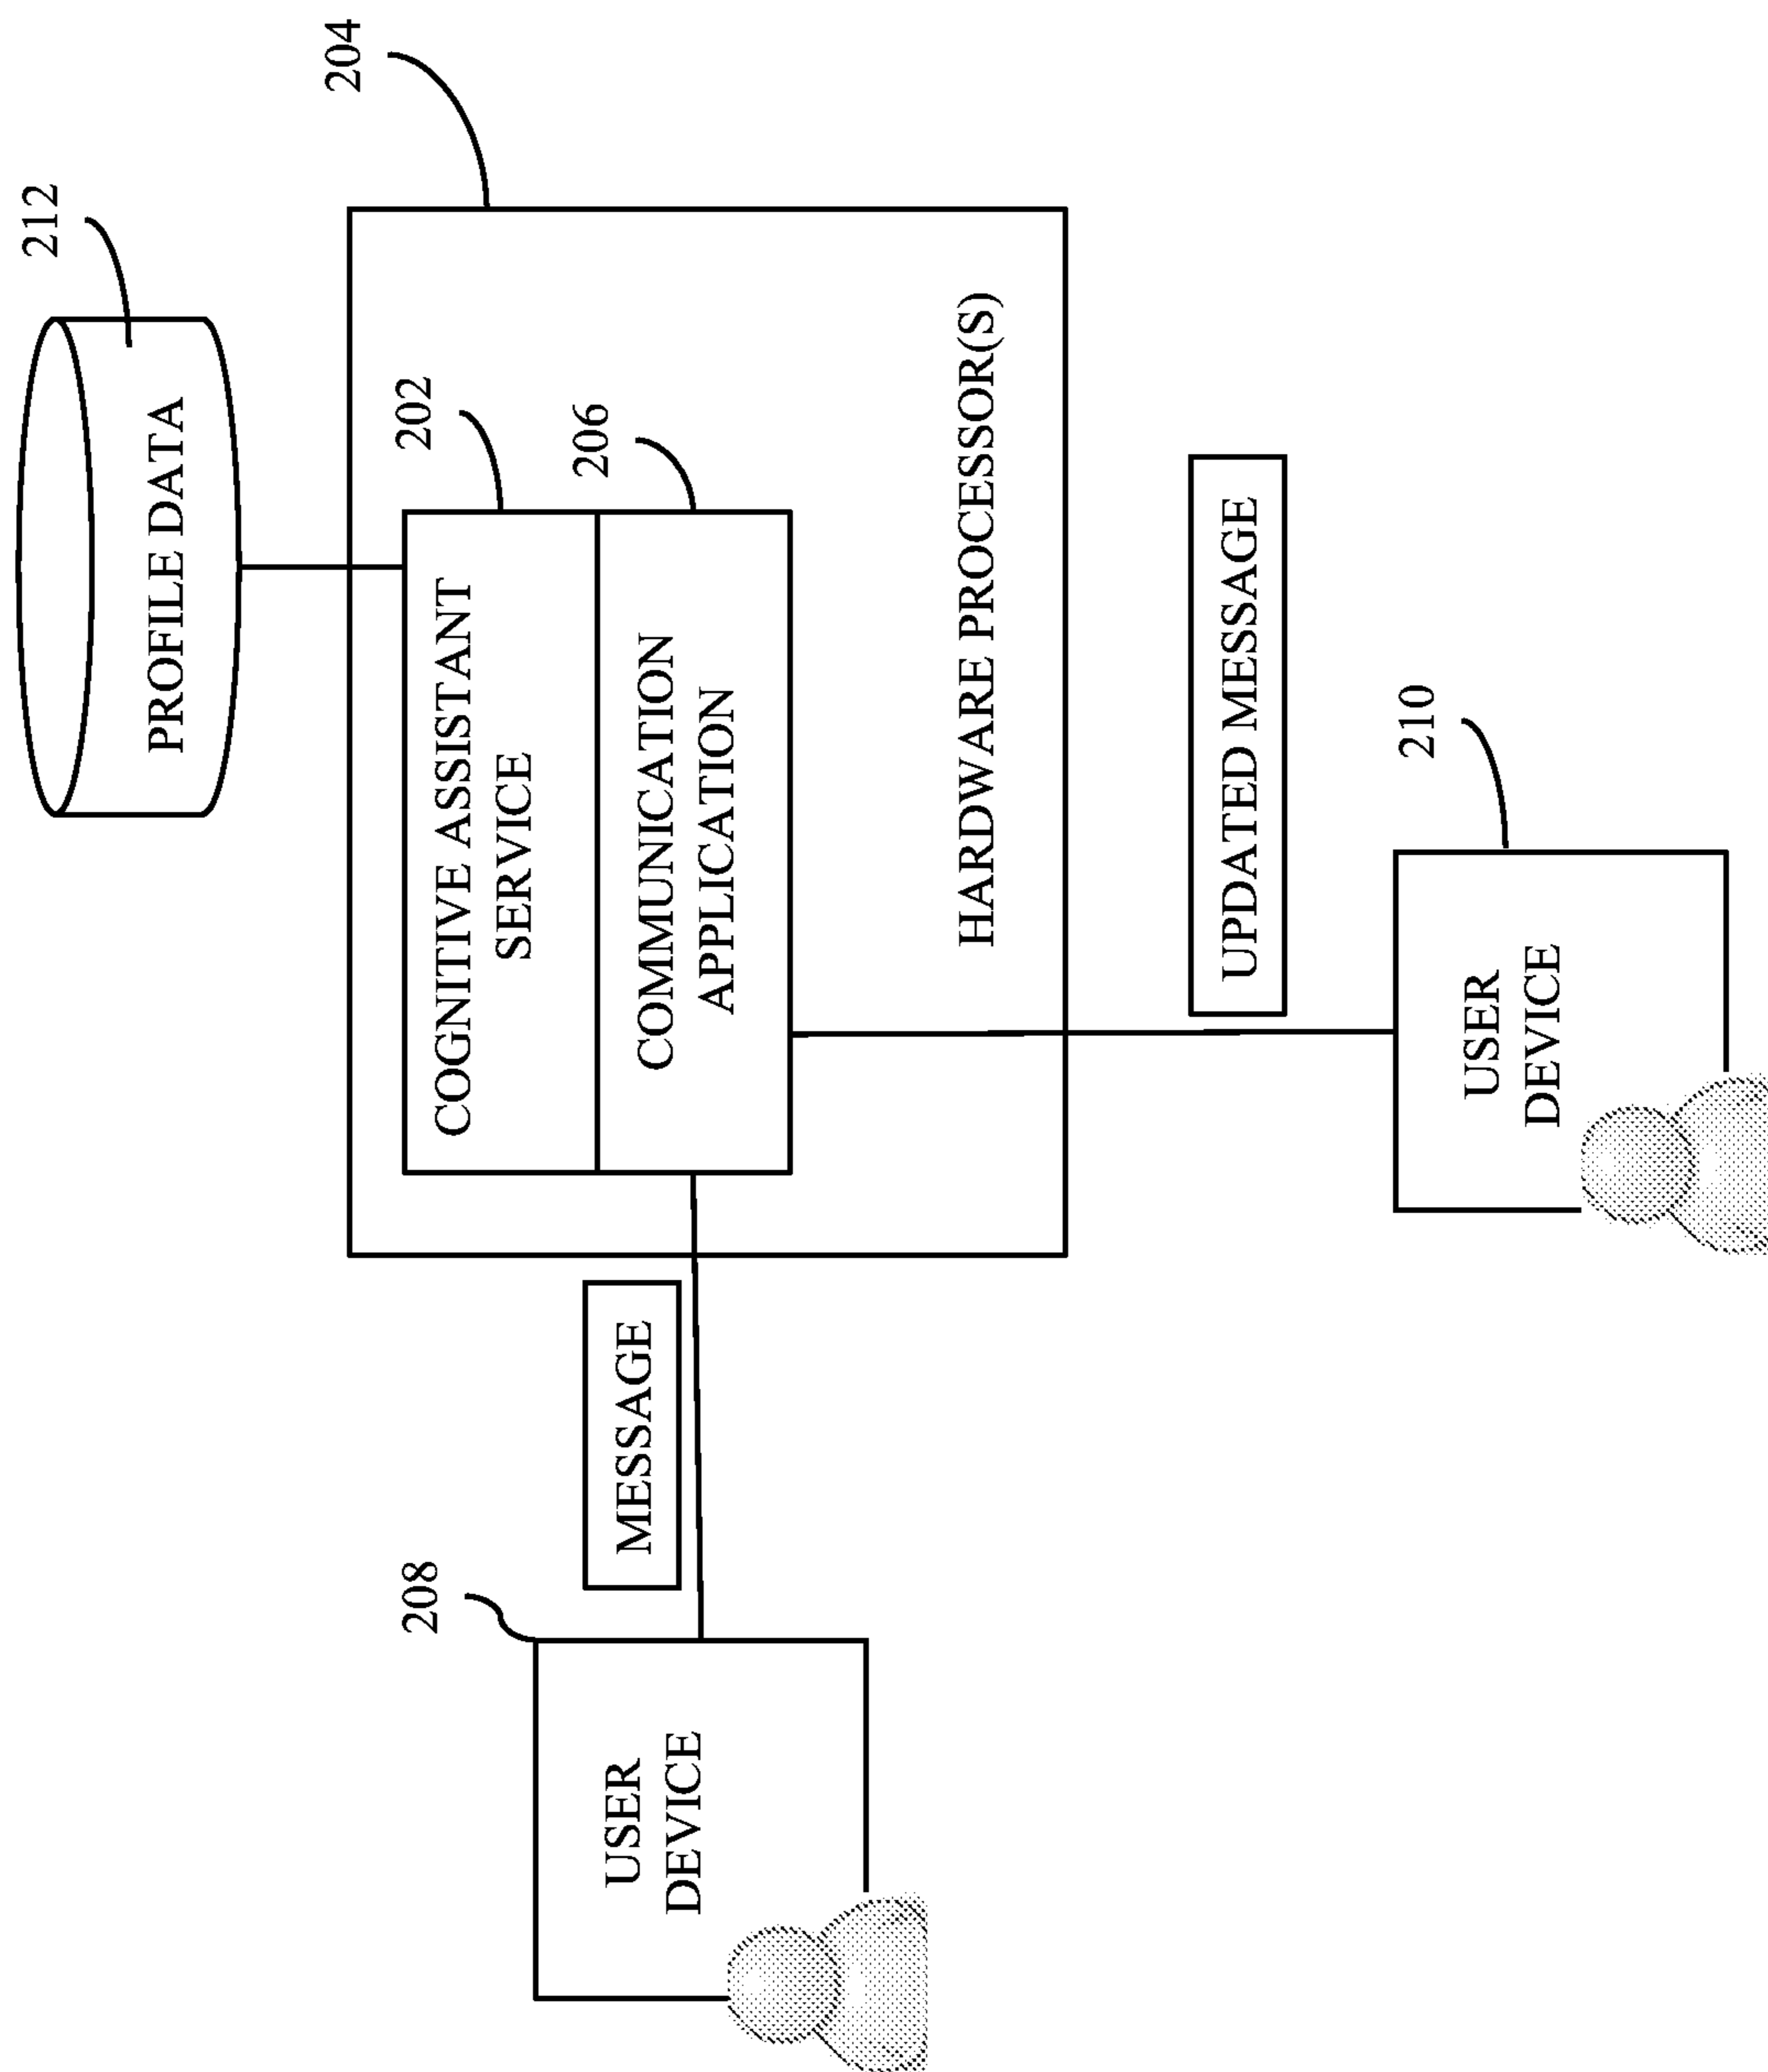 212
PROFILE DATA
204
202
COGNITIVE ASSISTANT
SERVICE
206
COMMUNICATION
APPLICATION
HARDWARE PROCESSOR(S)
208
MESSAGE
USER
DEVICE
UPDATED MESSAGE
210
USER
DEVICE